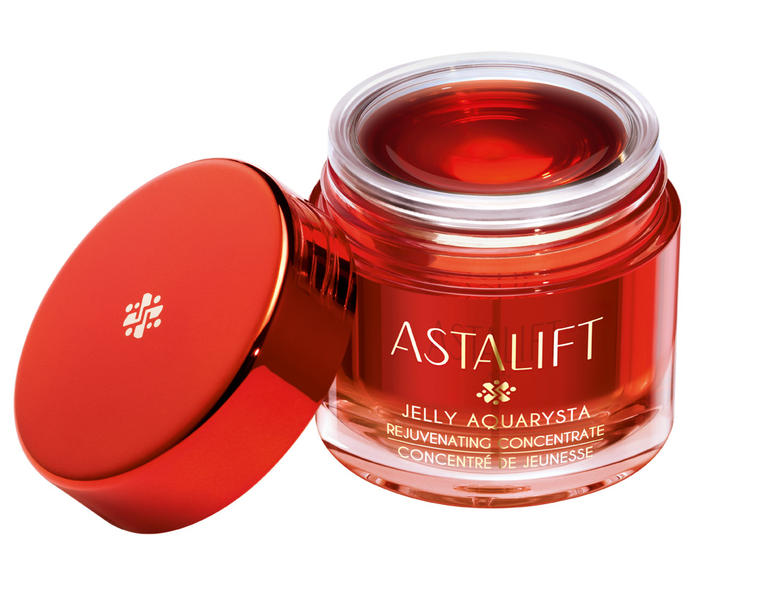 ASTALIFT
JELLY AQUARYSTA
REJUVENATING CONCENTRATE
CONCENTRÉ DE JEUNESSE